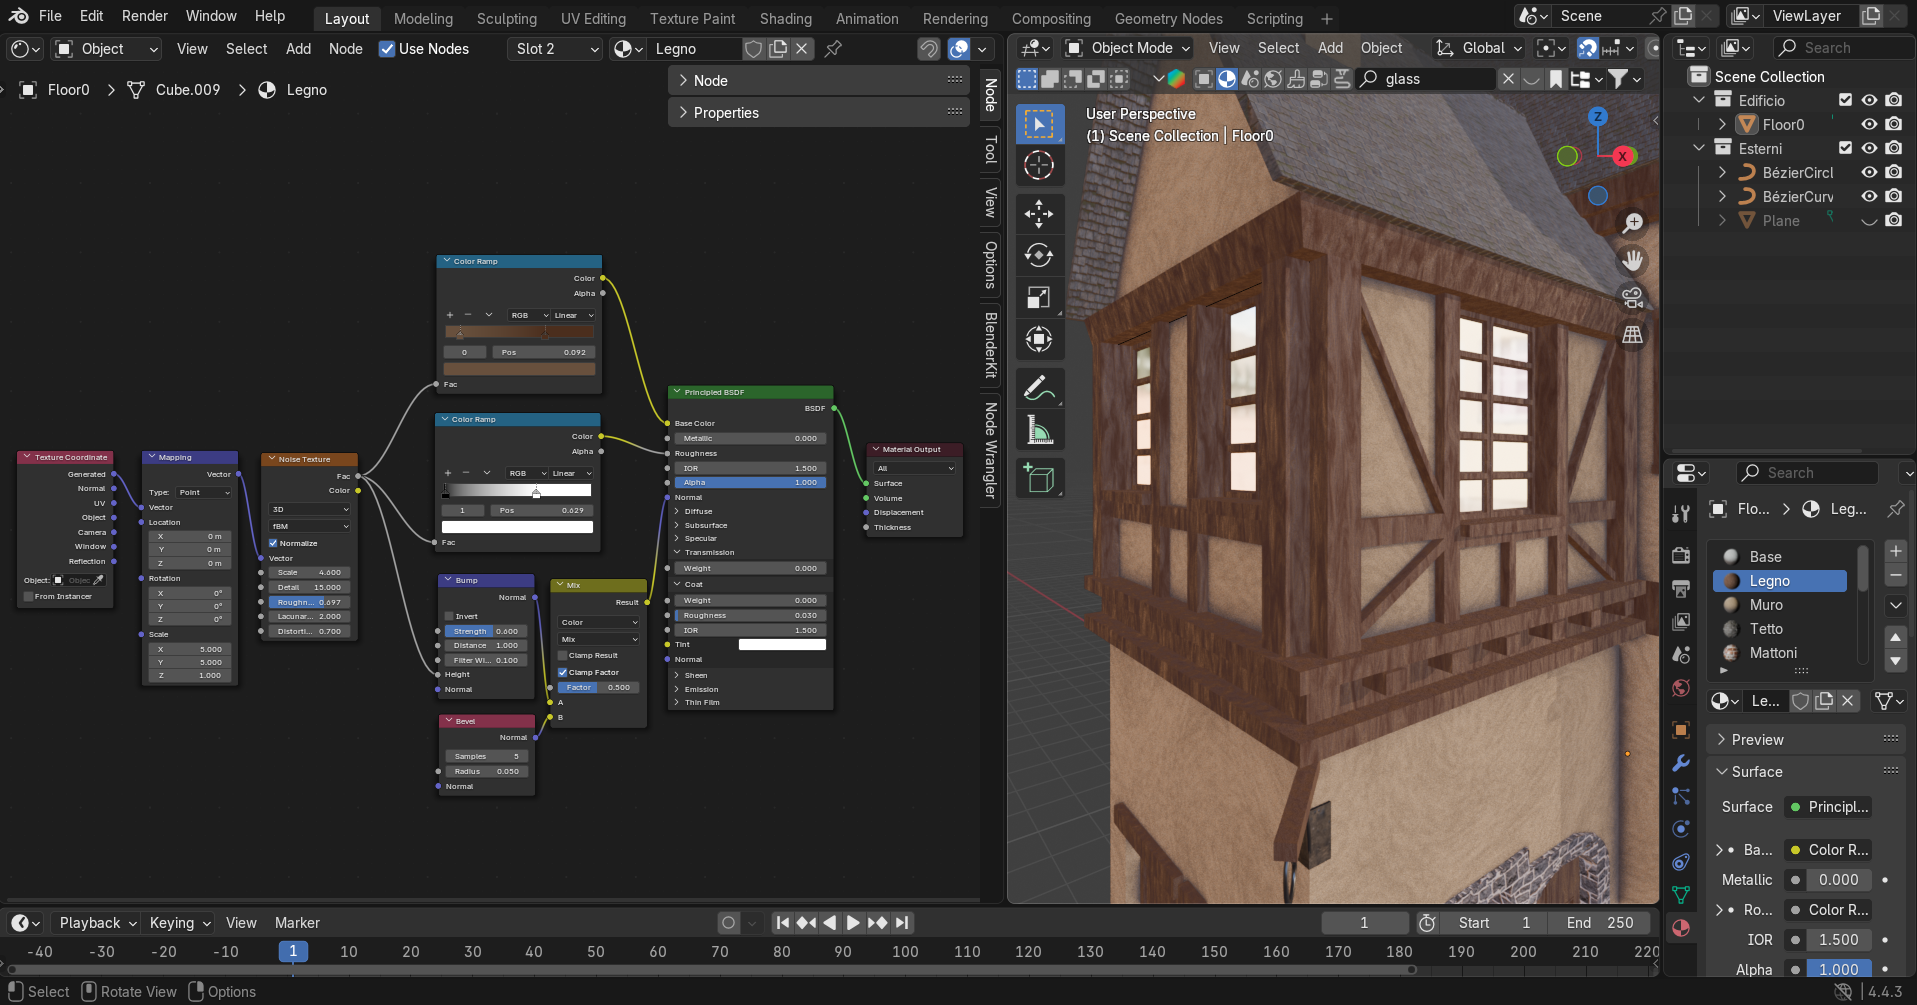 File Edit Render Window Help Layout Modeling Sculpting UV Editing Texture Paint Shading Animation Rendering Compositing Geometry Nodes Scripting + Scene ViewLayer
Object View Select Add Node Use Nodes Slot 2 Legno
Floor0 > Cube.009 > Legno
Node
Properties
Node
Tool
View
Options
BlenderKit
Node Wrangler
Color Ramp
Color
Alpha
RGB Linear
0 Pos 0.092
Fac
Color Ramp
Color
Alpha
RGB Linear
1 Pos 0.629
Fac
Texture Coordinate
Generated
Normal
UV
Object
Camera
Window
Reflection
Object: Objec
From Instancer
Mapping
Vector
Type: Point
Vector
Location
X 0 m
Y 0 m
Z 0 m
Rotation
X 0°
Y 0°
Z 0°
Scale
X 5.000
Y 5.000
Z 1.000
Noise Texture
Fac
Color
3D
fBM
Normalize
Vector
Scale 4.600
Detail 15.000
Roughn... 0.697
Lacunar... 2.000
Distorti... 0.700
Bump
Normal
Invert
Strength 0.600
Distance 1.000
Filter Wi... 0.100
Height
Normal
Bevel
Normal
Samples 5
Radius 0.050
Normal
Mix
Result
Color
Mix
Clamp Result
Clamp Factor
Factor 0.500
A
B
Principled BSDF
BSDF
Base Color
Metallic 0.000
Roughness
IOR 1.500
Alpha 1.000
Normal
Diffuse
Subsurface
Specular
Transmission
Weight 0.000
Coat
Weight 0.000
Roughness 0.030
IOR 1.500
Tint
Normal
Sheen
Emission
Thin Film
Material Output
All
Surface
Volume
Displacement
Thickness
Object Mode View Select Add Object Global
glass
User Perspective
(1) Scene Collection | Floor0
Z
X
Search
Scene Collection
Edificio
Floor0
Esterni
BézierCircl
BézierCurv
Plane
Search
Flo... > Leg...
Base
Legno
Muro
Tetto
Mattoni
Le...
Preview
Surface
Surface Principl...
Ba... Color R...
Metallic 0.000
Ro... Color R...
IOR 1.500
Alpha 1.000
Playback Keying View Marker 1 Start 1 End 250
-40 -30 -20 -10 1 10 20 30 40 50 60 70 80 90 100 110 120 130 140 150 160 170 180 190 200 210 220
Select Rotate View Options 4.4.3